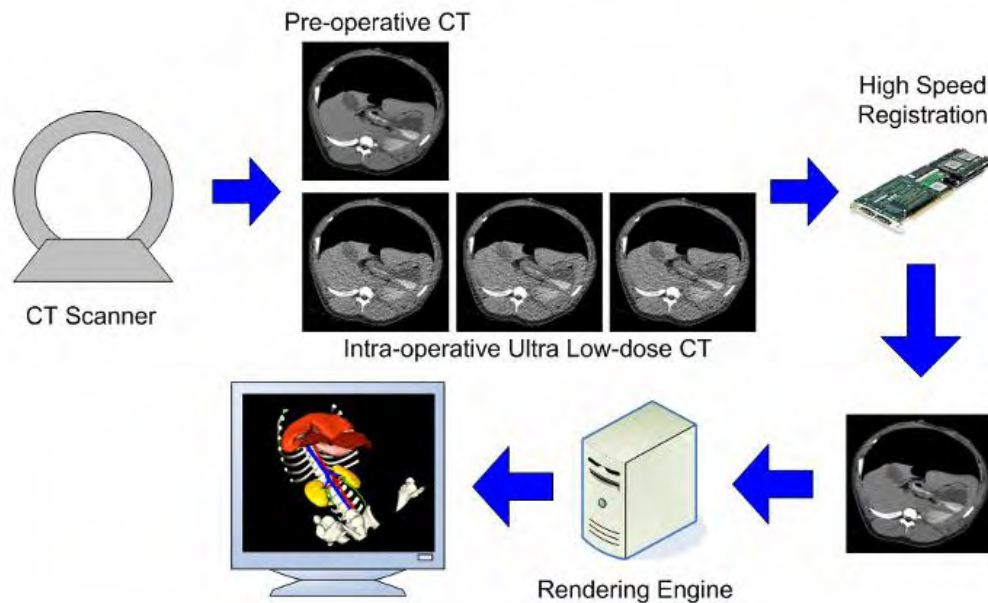 Pre-operative CT
High Speed
Registration
CT Scanner
Intra-operative Ultra Low-dose CT
Rendering Engine